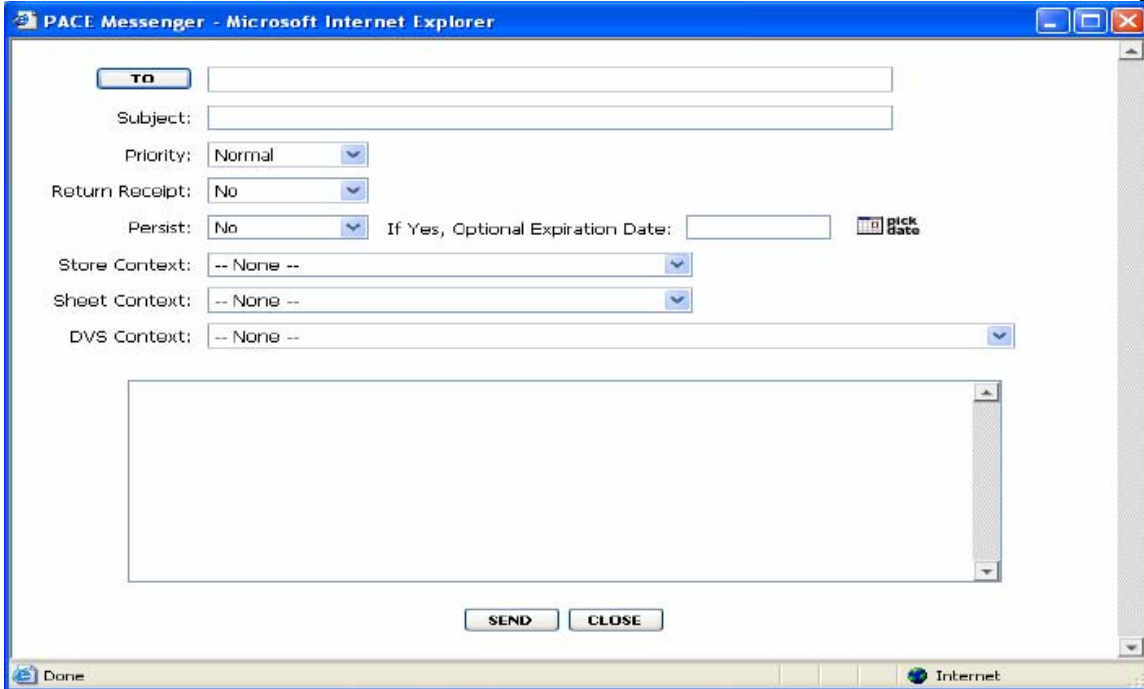 PACE Messenger - Microsoft Internet Explorer
TO
Subject:
Priority: Normal
Return Receipt: No
Persist: No If Yes, Optional Expiration Date: pick date
Store Context: -- None --
Sheet Context: -- None --
DVS Context: -- None --
SEND CLOSE
Done Internet